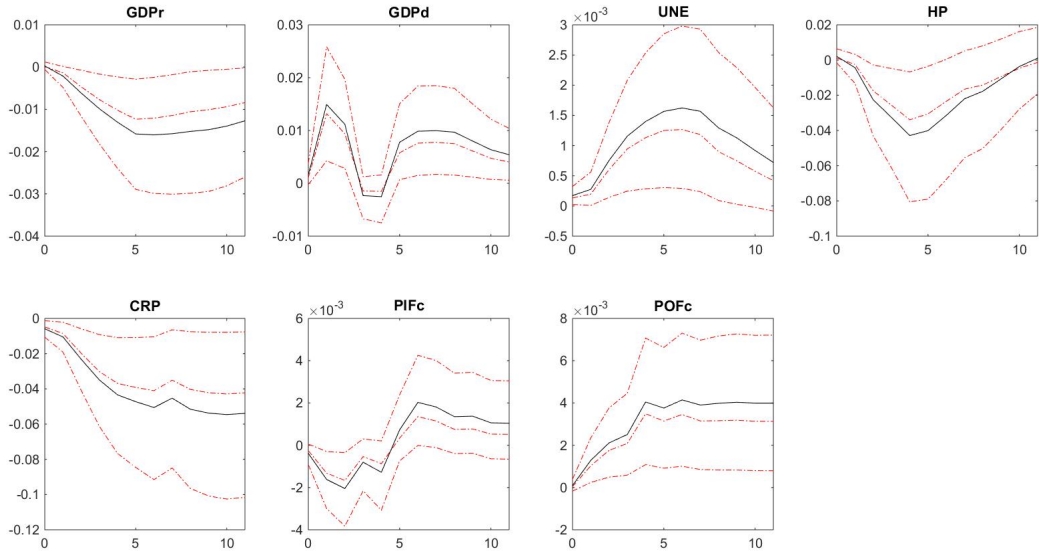 GDPr GDPd UNE HP
0.01 0.03 3 ×10⁻³ 0.02
0 0.02 2.5 0
-0.01 0.01 2 -0.02
-0.02 0 1.5 -0.04
-0.03 -0.01 1 -0.06
-0.04 0.5 -0.08
0 -0.1
-0.5
0 5 10 0 5 10 0 5 10 0 5 10
CRP PIFc POFc
0 6 ×10⁻³ 8 ×10⁻³
-0.02 4 6
-0.04 2 4
-0.06 0 2
-0.08 -2 0
-0.1 -4 -2
-0.12
0 5 10 0 5 10 0 5 10